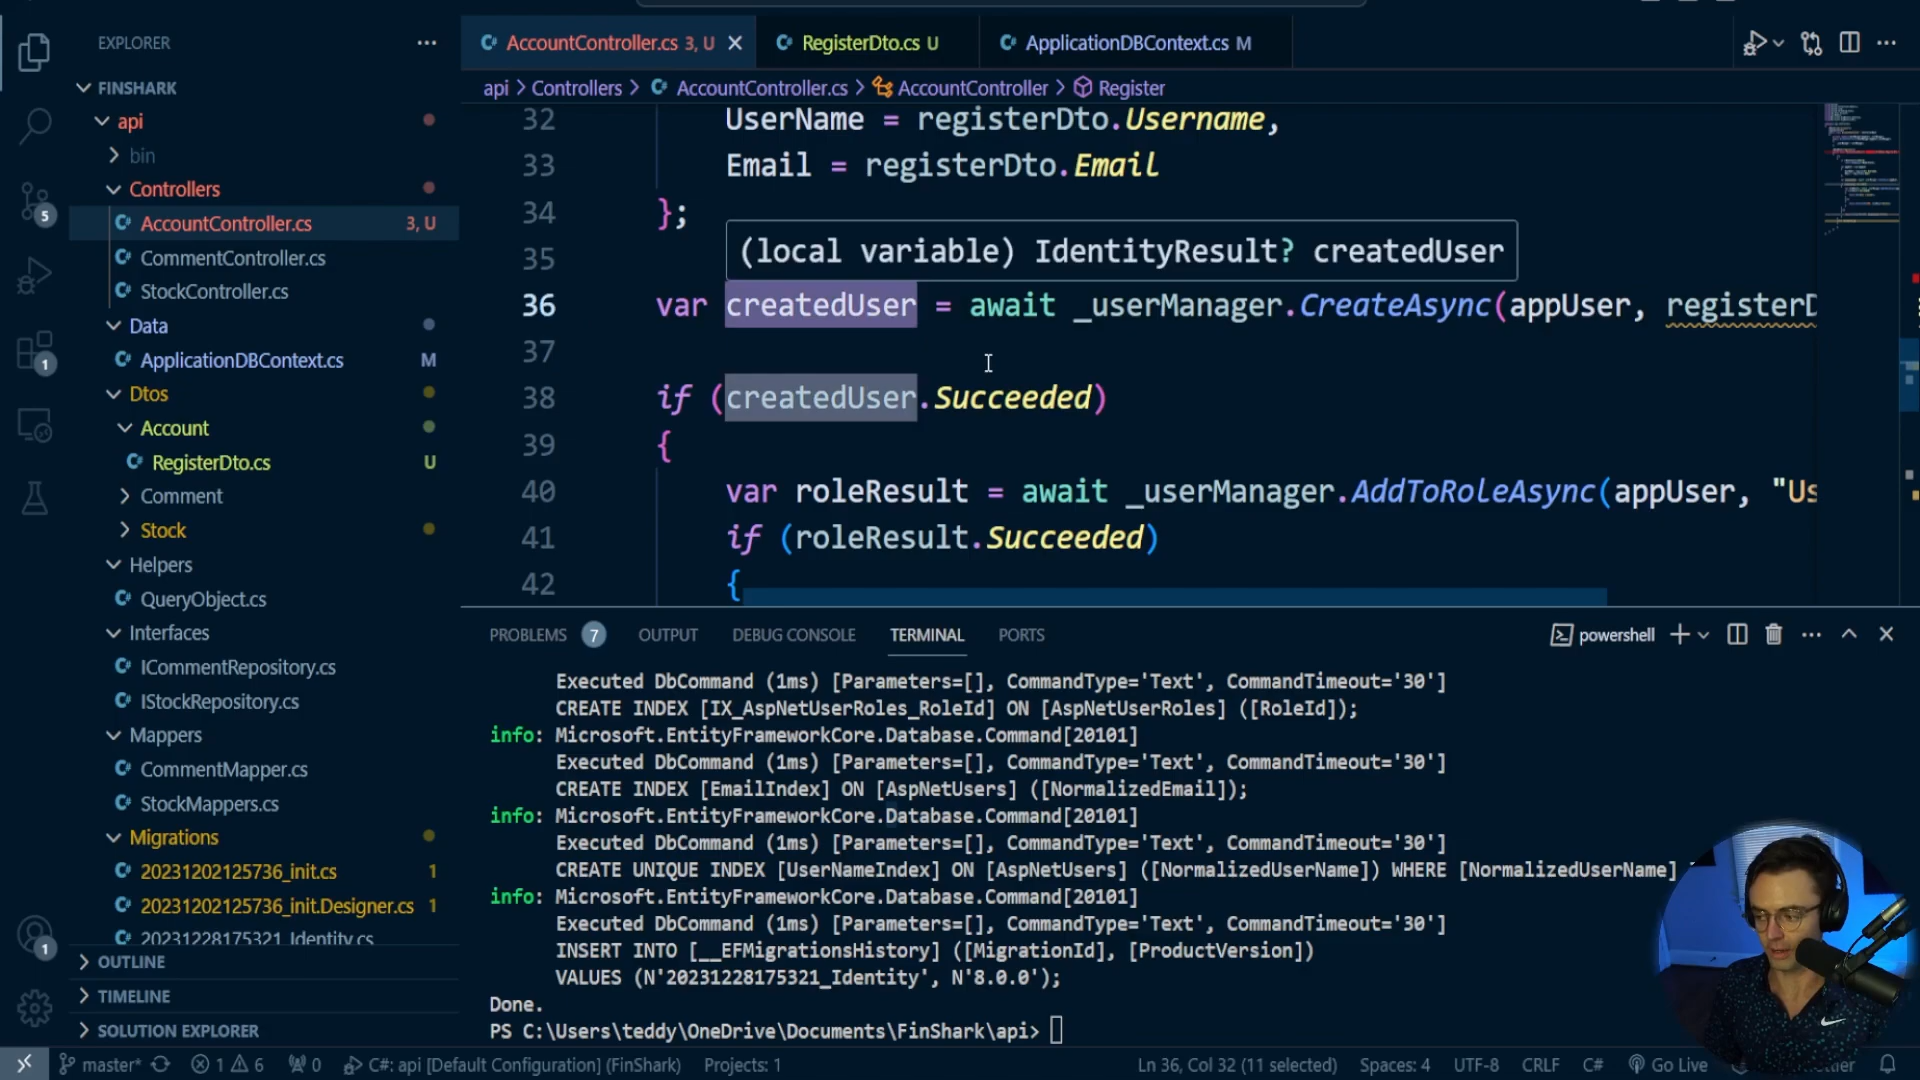 EXPLORER
FINSHARK
api
bin
Controllers
AccountController.cs 3, U
CommentController.cs
StockController.cs
Data
ApplicationDBContext.cs M
Dtos
Account
RegisterDto.cs U
Comment
Stock
Helpers
QueryObject.cs
Interfaces
ICommentRepository.cs
IStockRepository.cs
Mappers
CommentMapper.cs
StockMappers.cs
Migrations
20231202125736_init.cs 1
20231202125736_init.Designer.cs 1
20231228175321_Identity.cs
OUTLINE
TIMELINE
SOLUTION EXPLORER
5
1
1
AccountController.cs 3, U
RegisterDto.cs U
ApplicationDBContext.cs M
api > Controllers > AccountController.cs > AccountController > Register
32 UserName = registerDto.Username,
33 Email = registerDto.Email
34 };
35
(local variable) IdentityResult? createdUser
36 var createdUser = await _userManager.CreateAsync(appUser, registerD
37
38 if (createdUser.Succeeded)
39 {
40 var roleResult = await _userManager.AddToRoleAsync(appUser, "Us
41 if (roleResult.Succeeded)
42 {
PROBLEMS 7 OUTPUT DEBUG CONSOLE TERMINAL PORTS powershell
Executed DbCommand (1ms) [Parameters=[], CommandType='Text', CommandTimeout='30']
CREATE INDEX [IX_AspNetUserRoles_RoleId] ON [AspNetUserRoles] ([RoleId]);
info: Microsoft.EntityFrameworkCore.Database.Command[20101]
Executed DbCommand (1ms) [Parameters=[], CommandType='Text', CommandTimeout='30']
CREATE INDEX [EmailIndex] ON [AspNetUsers] ([NormalizedEmail]);
info: Microsoft.EntityFrameworkCore.Database.Command[20101]
Executed DbCommand (1ms) [Parameters=[], CommandType='Text', CommandTimeout='30']
CREATE UNIQUE INDEX [UserNameIndex] ON [AspNetUsers] ([NormalizedUserName]) WHERE [NormalizedUserName]
info: Microsoft.EntityFrameworkCore.Database.Command[20101]
Executed DbCommand (1ms) [Parameters=[], CommandType='Text', CommandTimeout='30']
INSERT INTO [__EFMigrationsHistory] ([MigrationId], [ProductVersion])
VALUES (N'20231228175321_Identity', N'8.0.0');
Done.
PS C:\Users\teddy\OneDrive\Documents\FinShark\api>
master* 1 6 0 C#: api [Default Configuration] (FinShark) Projects: 1 Ln 36, Col 32 (11 selected) Spaces: 4 UTF-8 CRLF C# Go Live